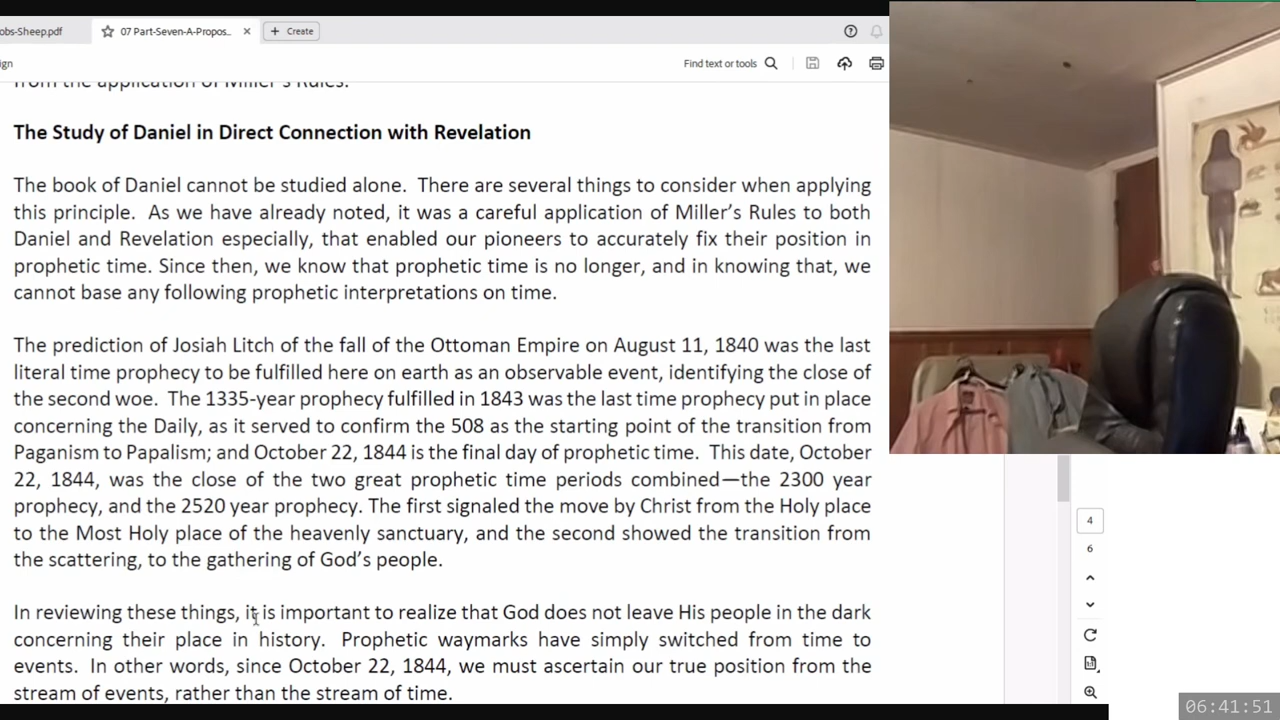 obs-Sheep.pdf
07 Part-Seven-A-Propos...
Create
ign
Find text or tools
from the application of Miller's Rules.
The Study of Daniel in Direct Connection with Revelation
The book of Daniel cannot be studied alone. There are several things to consider when applying
this principle. As we have already noted, it was a careful application of Miller's Rules to both
Daniel and Revelation especially, that enabled our pioneers to accurately fix their position in
prophetic time. Since then, we know that prophetic time is no longer, and in knowing that, we
cannot base any following prophetic interpretations on time.
The prediction of Josiah Litch of the fall of the Ottoman Empire on August 11, 1840 was the last
literal time prophecy to be fulfilled here on earth as an observable event, identifying the close of
the second woe. The 1335-year prophecy fulfilled in 1843 was the last time prophecy put in place
concerning the Daily, as it served to confirm the 508 as the starting point of the transition from
Paganism to Papalism; and October 22, 1844 is the final day of prophetic time. This date, October
22, 1844, was the close of the two great prophetic time periods combined—the 2300 year
prophecy, and the 2520 year prophecy. The first signaled the move by Christ from the Holy place
to the Most Holy place of the heavenly sanctuary, and the second showed the transition from
the scattering, to the gathering of God's people.
In reviewing these things, it is important to realize that God does not leave His people in the dark
concerning their place in history. Prophetic waymarks have simply switched from time to
events. In other words, since October 22, 1844, we must ascertain our true position from the
stream of events, rather than the stream of time.
4
6
06:41:51